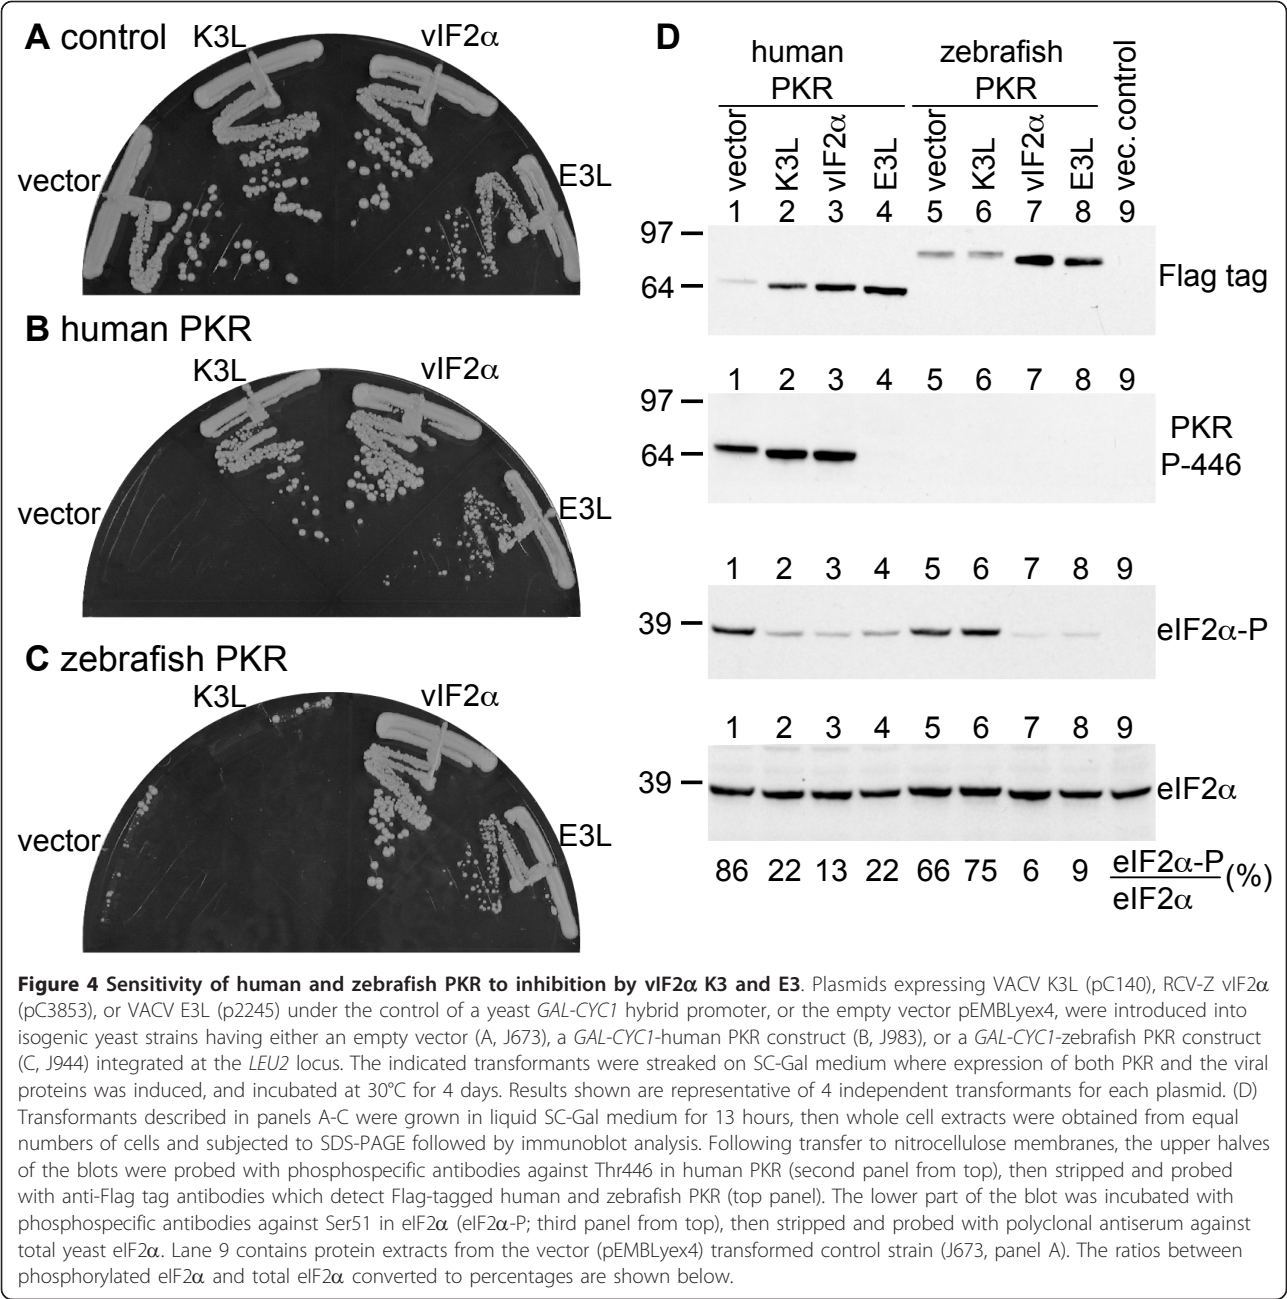 A control
K3L
vIF2α
vector
E3L
B human PKR
K3L
vIF2α
vector
E3L
C zebrafish PKR
K3L
vIF2α
vector
E3L
D
human PKR
zebrafish PKR
vector K3L vIF2α E3L vector K3L vIF2α E3L vec. control
1 2 3 4 5 6 7 8 9
97
64
Flag tag
1 2 3 4 5 6 7 8 9
97
64
PKR
P-446
1 2 3 4 5 6 7 8 9
39
eIF2α-P
1 2 3 4 5 6 7 8 9
39
eIF2α
86 22 13 22 66 75 6 9
eIF2α-P
eIF2α
(%)
Figure 4 Sensitivity of human and zebrafish PKR to inhibition by vIF2α K3 and E3. Plasmids expressing VACV K3L (pC140), RCV-Z vIF2α
(pC3853), or VACV E3L (p2245) under the control of a yeast GAL-CYC1 hybrid promoter, or the empty vector pEMBLyex4, were introduced into
isogenic yeast strains having either an empty vector (A, J673), a GAL-CYC1-human PKR construct (B, J983), or a GAL-CYC1-zebrafish PKR construct
(C, J944) integrated at the LEU2 locus. The indicated transformants were streaked on SC-Gal medium where expression of both PKR and the viral
proteins was induced, and incubated at 30°C for 4 days. Results shown are representative of 4 independent transformants for each plasmid. (D)
Transformants described in panels A-C were grown in liquid SC-Gal medium for 13 hours, then whole cell extracts were obtained from equal
numbers of cells and subjected to SDS-PAGE followed by immunoblot analysis. Following transfer to nitrocellulose membranes, the upper halves
of the blots were probed with phosphospecific antibodies against Thr446 in human PKR (second panel from top), then stripped and probed
with anti-Flag tag antibodies which detect Flag-tagged human and zebrafish PKR (top panel). The lower part of the blot was incubated with
phosphospecific antibodies against Ser51 in eIF2α (eIF2α-P; third panel from top), then stripped and probed with polyclonal antiserum against
total yeast eIF2α. Lane 9 contains protein extracts from the vector (pEMBLyex4) transformed control strain (J673, panel A). The ratios between
phosphorylated eIF2α and total eIF2α converted to percentages are shown below.